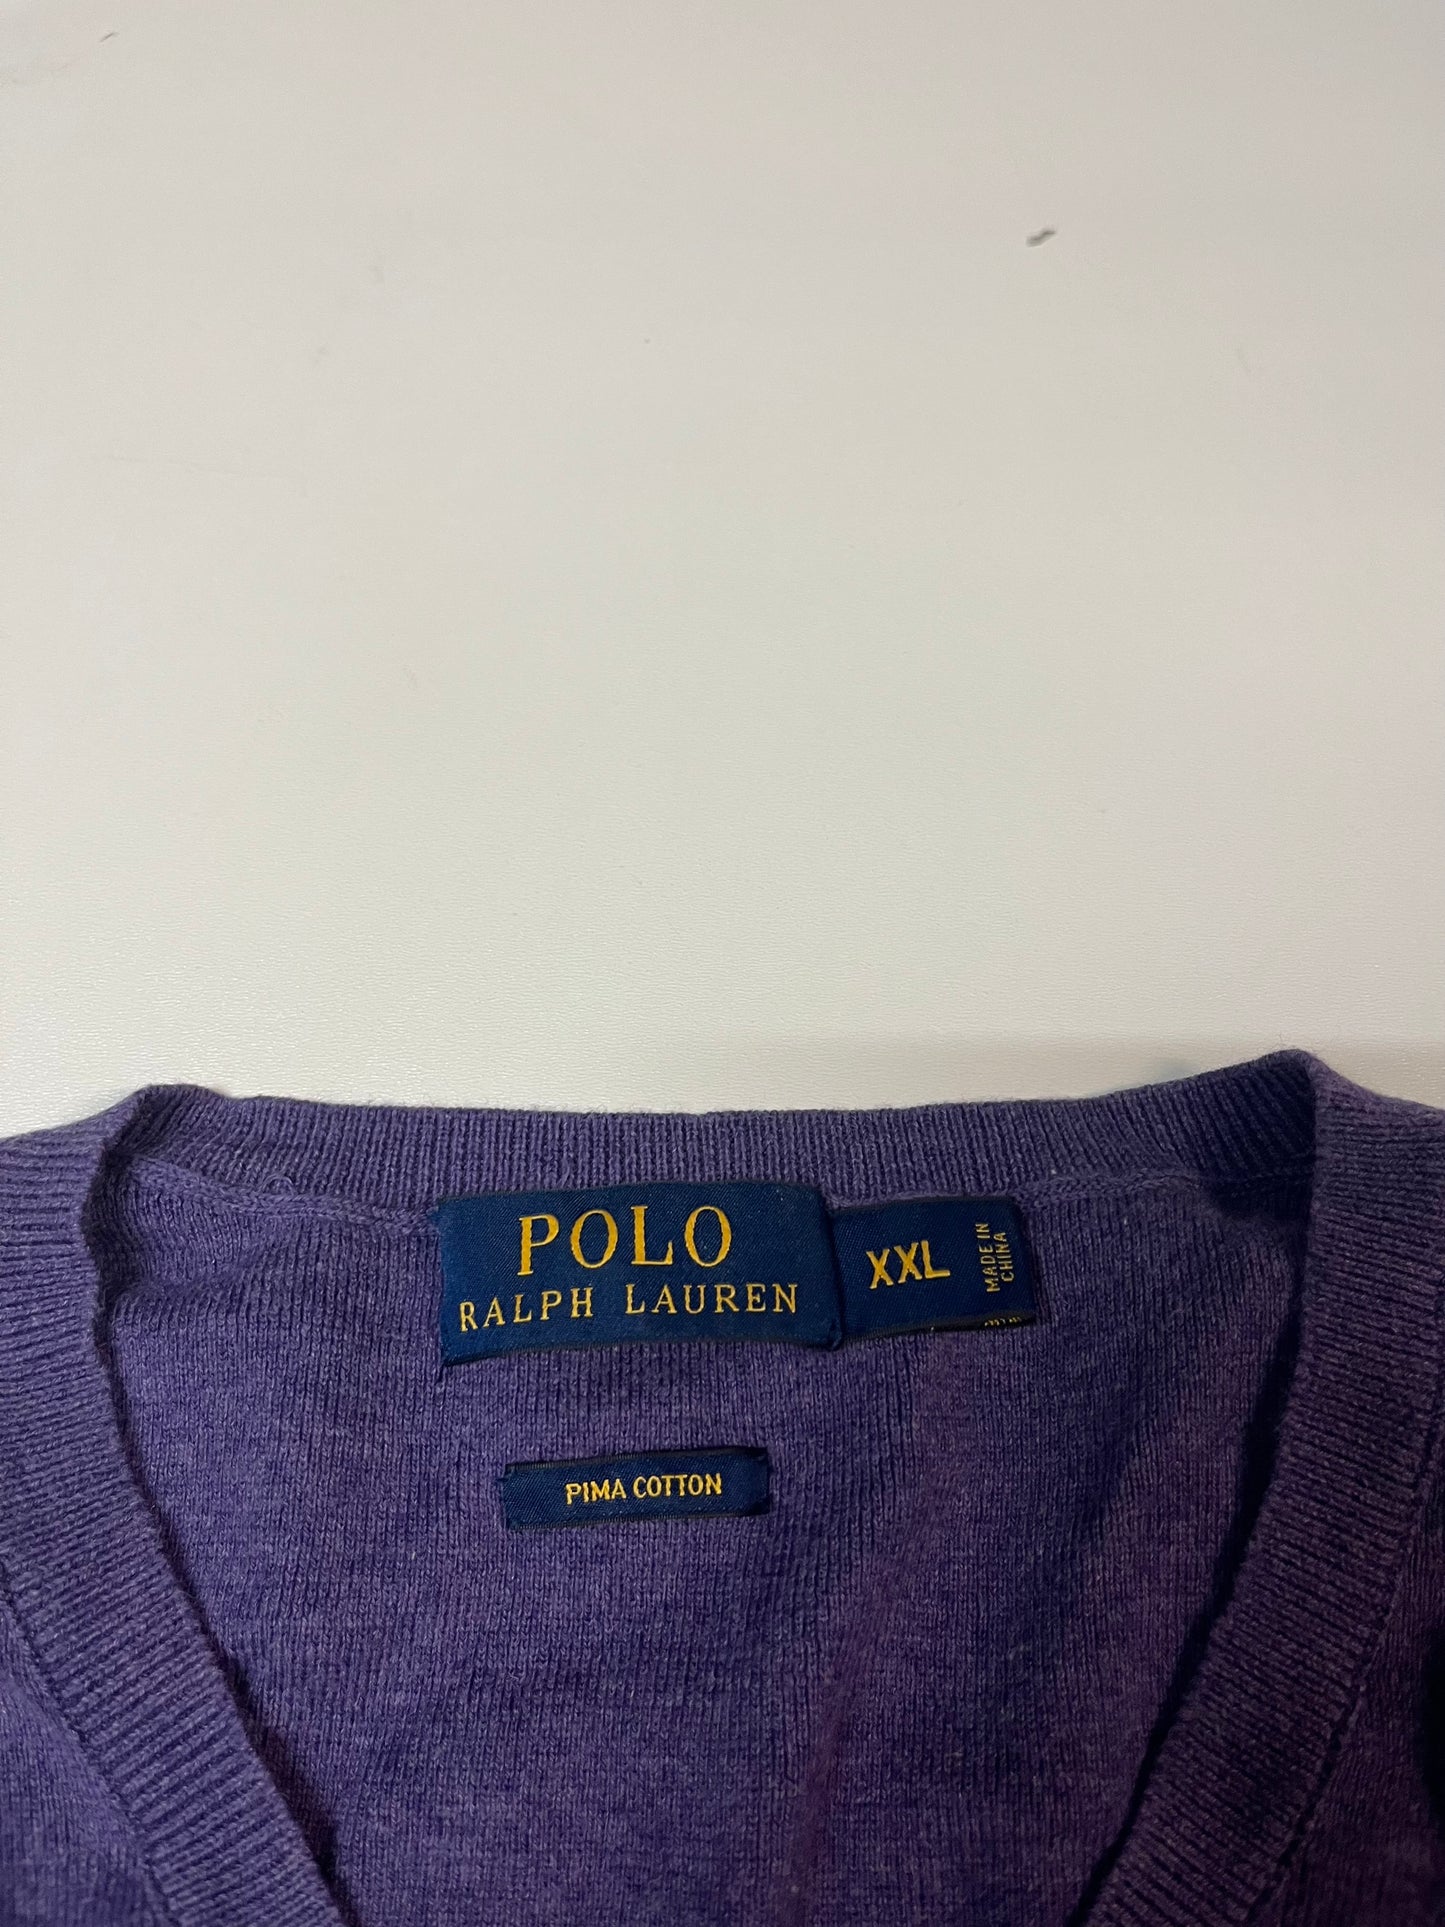 POLO
RALPH LAUREN
XXL
MADE IN
CHINA
PIMA COTTON